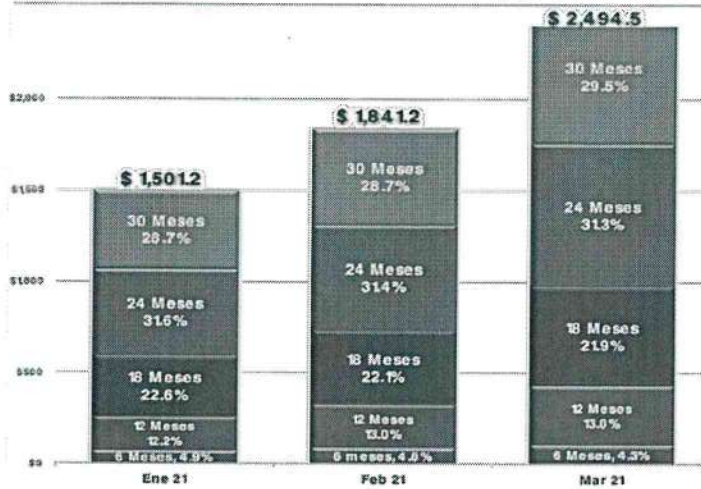 $ 2,494.5
30 Meses
29.5%
$2,000
$ 1,841.2
$ 1,501.2
30 Meses
28.7%
24 Meses
31.3%
$1,500
30 Meses
28.7%
24 Meses
31.4%
$1,000
24 Meses
31.6%
18 Meses
21.9%
18 Meses
22.1%
$500
18 Meses
22.6%
12 Meses
13.0%
12 Meses
13.0%
12 Meses
12.2%
$0
6 Meses, 4.9%
6 meses, 4.8%
6 Meses, 4.3%
Ene 21
Feb 21
Mar 21